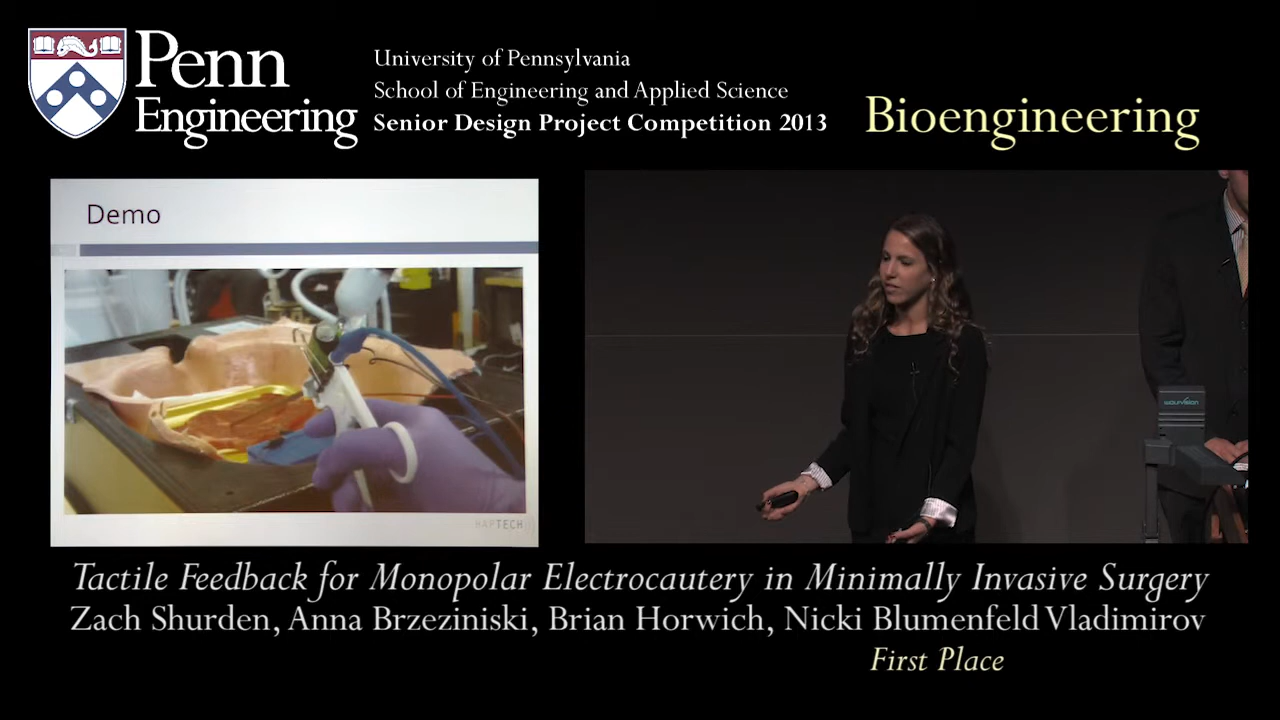 Penn
Engineering
University of Pennsylvania
School of Engineering and Applied Science
Senior Design Project Competition 2013
Bioengineering
Demo
HAPTECH
wolfvision
Tactile Feedback for Monopolar Electrocautery in Minimally Invasive Surgery
Zach Shurden, Anna Brzeziniski, Brian Horwich, Nicki Blumenfeld Vladimirov
First Place